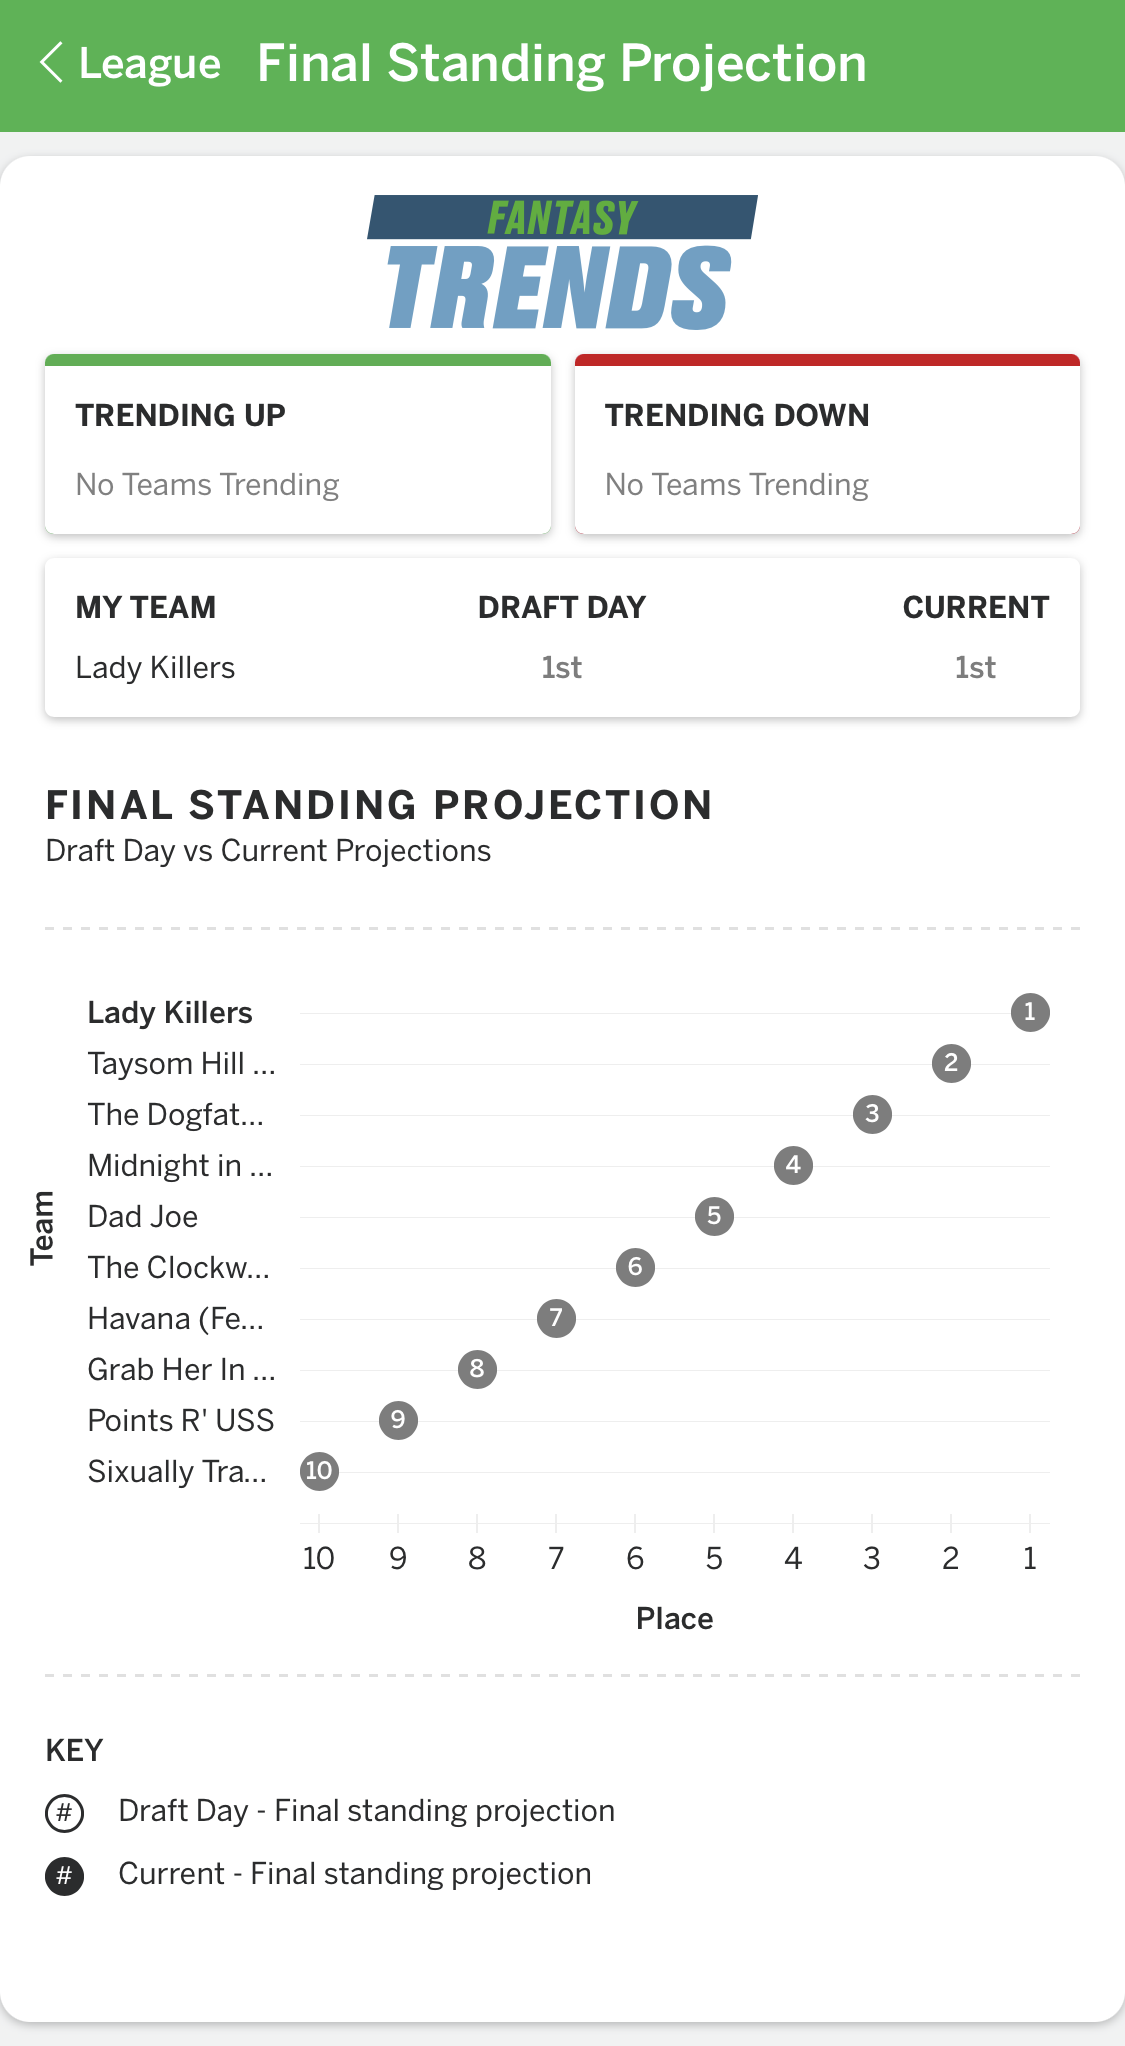 League Final Standing Projection
FANTASY
TRENDS
TRENDING UP
No Teams Trending
TRENDING DOWN
No Teams Trending
MY TEAM DRAFT DAY CURRENT
Lady Killers 1st 1st
FINAL STANDING PROJECTION
Draft Day vs Current Projections
Team
Lady Killers 1
Taysom Hill ... 2
The Dogfat... 3
Midnight in ... 4
Dad Joe 5
The Clockw... 6
Havana (Fe... 7
Grab Her In ... 8
Points R' USS 9
Sixually Tra... 10
10 9 8 7 6 5 4 3 2 1
Place
KEY
# Draft Day - Final standing projection
# Current - Final standing projection